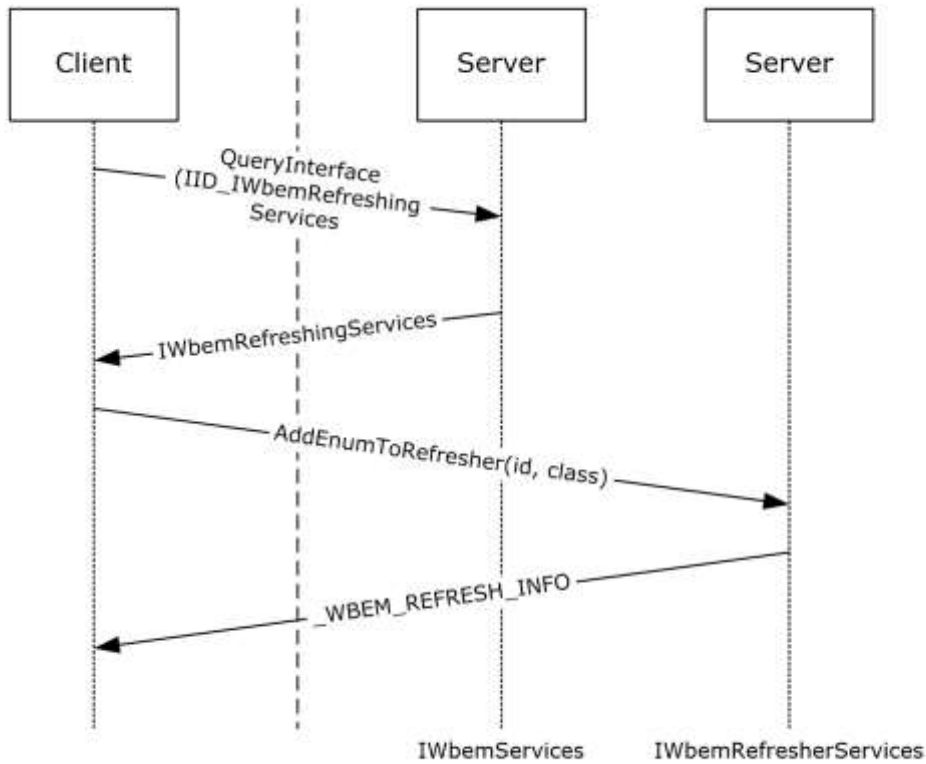 Client
Server
Server
QueryInterface
(IID_IWbemRefreshing
Services
IWbemRefreshingServices
AddEnumToRefresher(id, class)
_WBEM_REFRESH_INFO
IWbemServices
IWbemRefresherServices